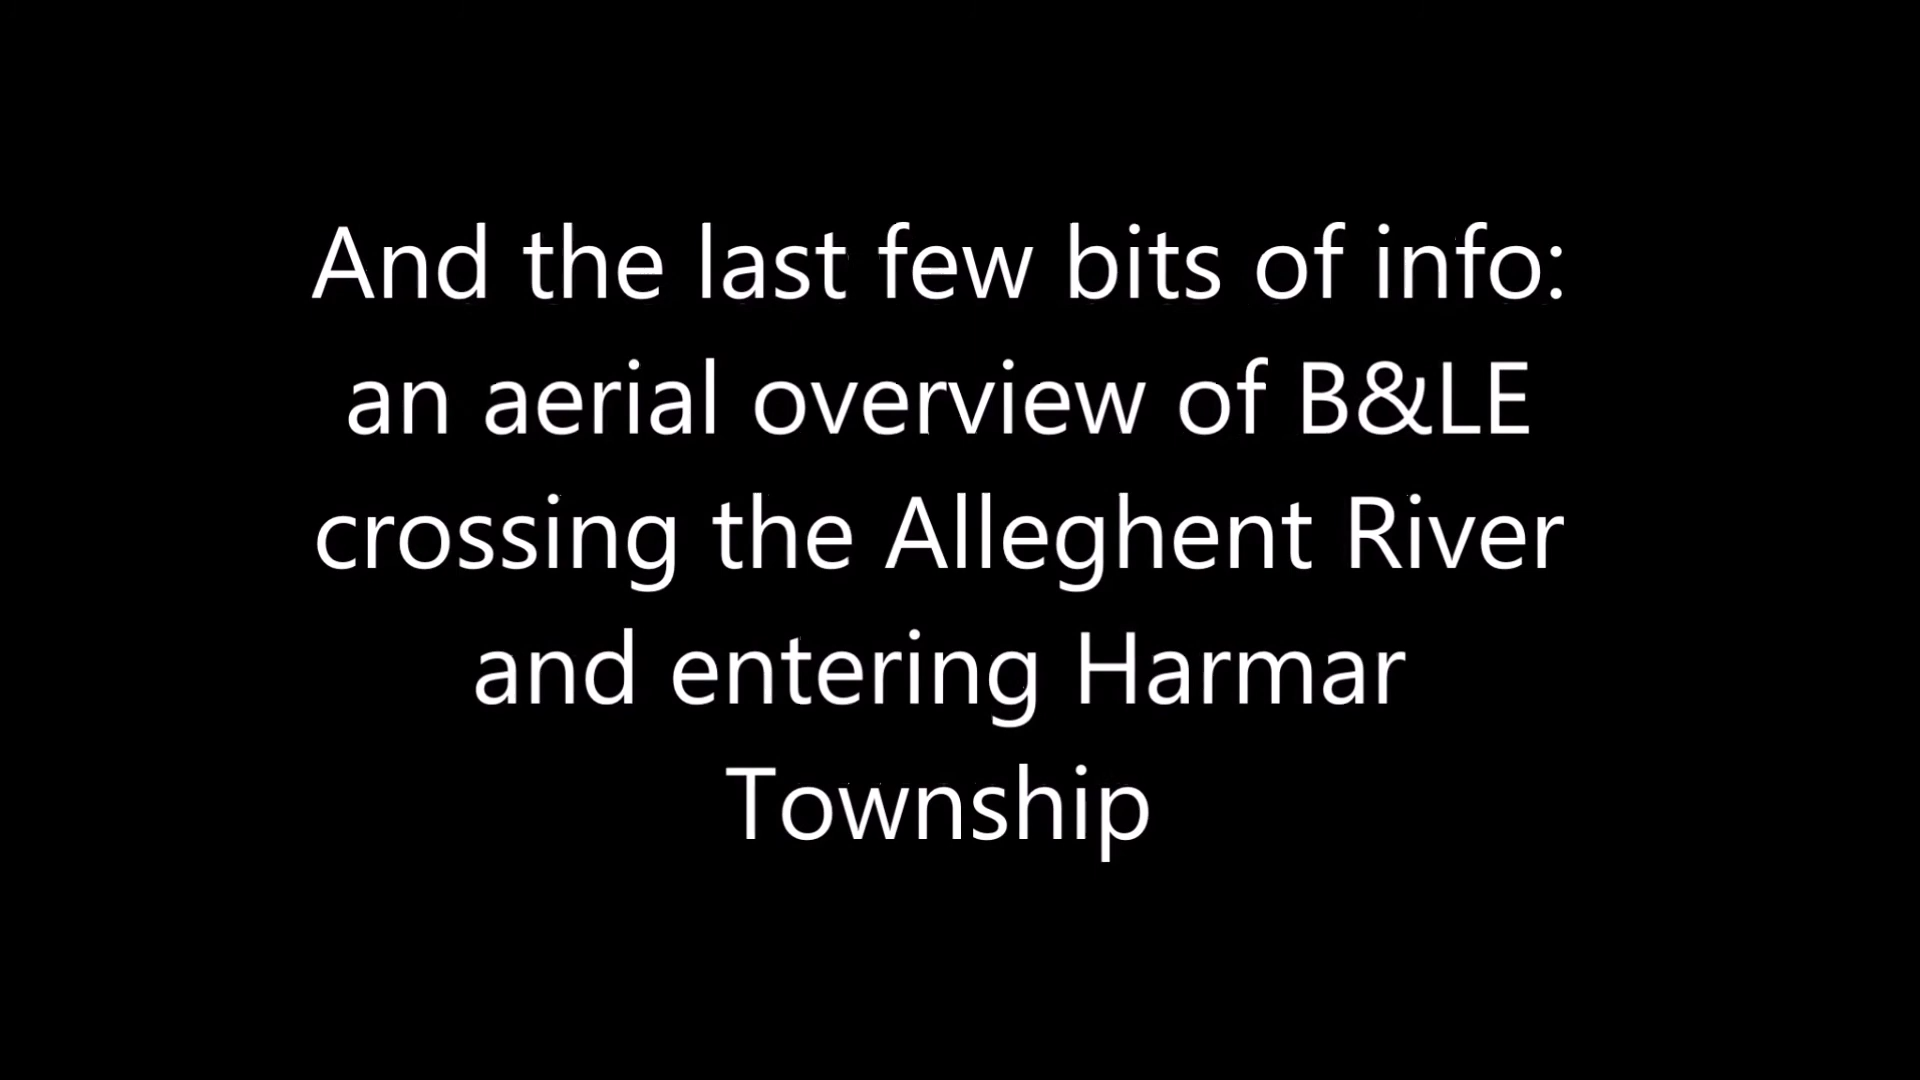 And the last few bits of info:
an aerial overview of B&LE
crossing the Alleghent River
and entering Harmar
Township